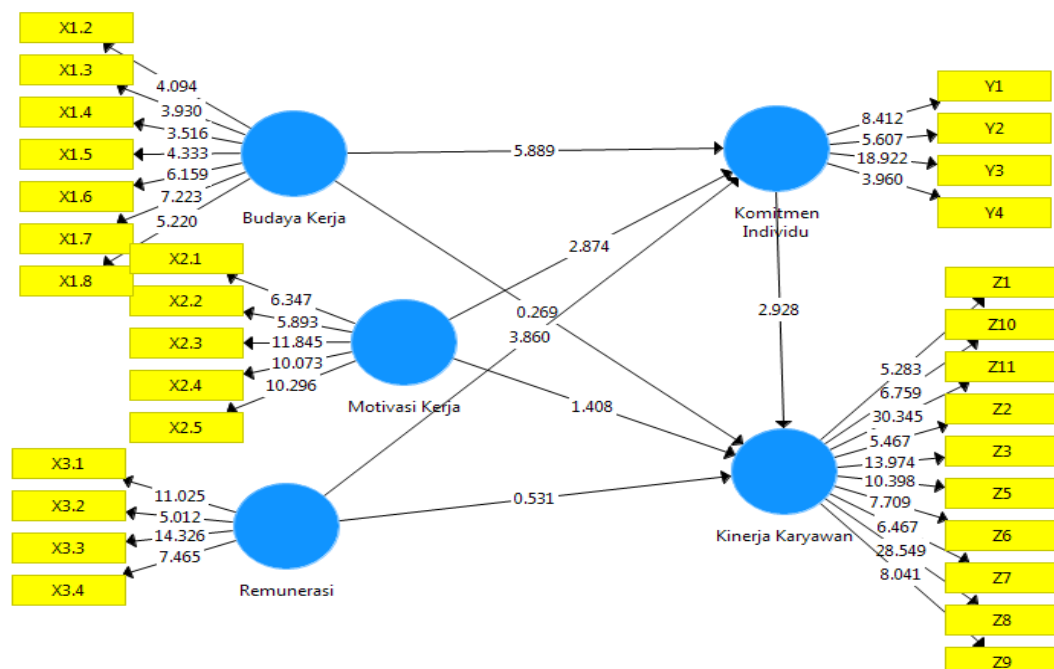 X1.2
X1.3
X1.4
X1.5
X1.6
X1.7
X1.8
4.094
3.930
3.516
4.333
6.159
7.223
5.220
Budaya Kerja
X2.1
X2.2
X2.3
X2.4
X2.5
6.347
5.893
11.845
10.073
10.296
Motivasi Kerja
X3.1
X3.2
X3.3
X3.4
11.025
5.012
14.326
7.465
Remunerasi
5.889
2.874
0.269
3.860
1.408
0.531
2.928
Komitmen
Individu
8.412
5.607
18.922
3.960
Y1
Y2
Y3
Y4
Kinerja Karyawan
5.283
6.759
30.345
5.467
13.974
10.398
7.709
6.467
28.549
8.041
Z1
Z10
Z11
Z2
Z3
Z5
Z6
Z7
Z8
Z9